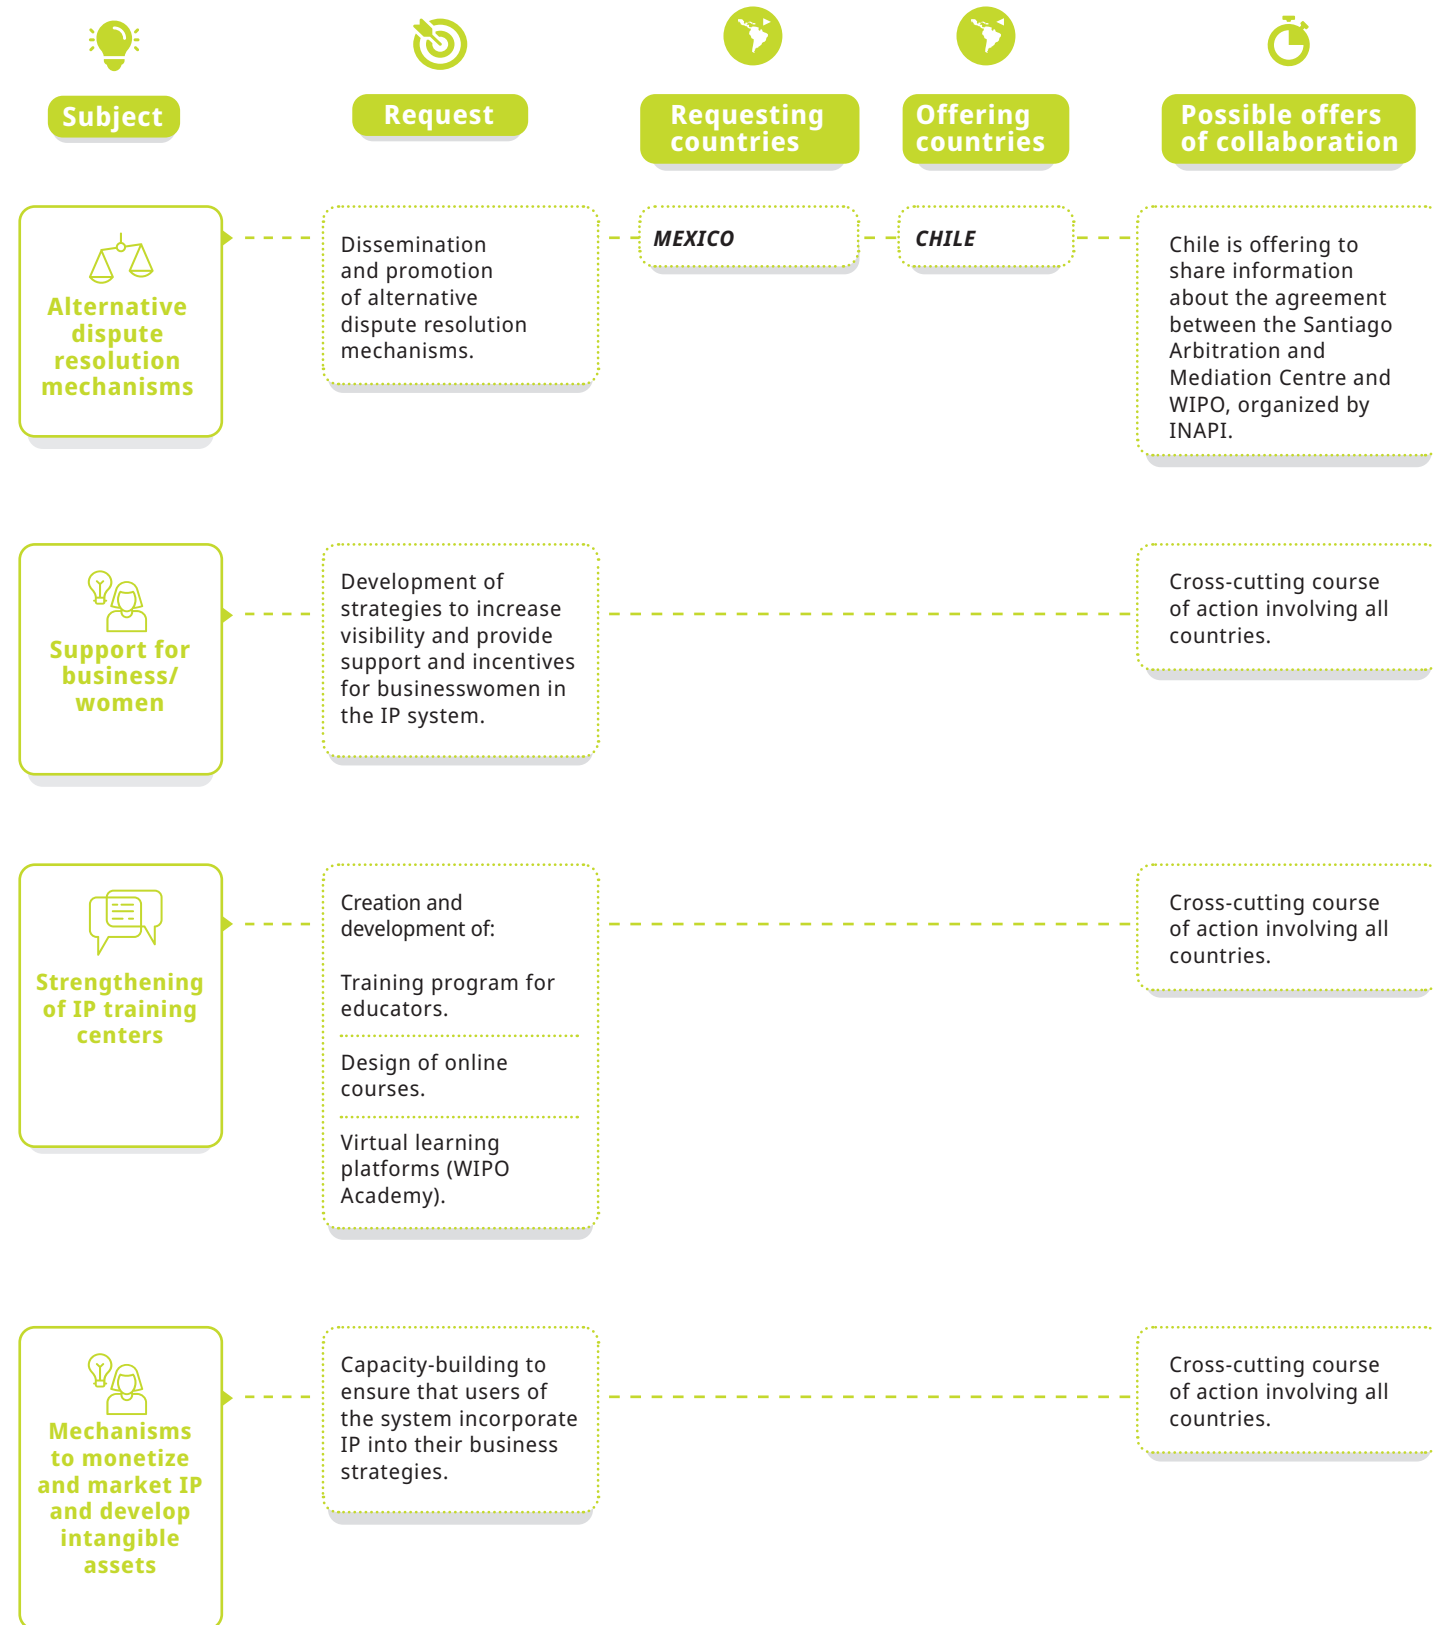 Subject
Request
Requesting
countries
Offering
countries
Possible offers
of collaboration
Alternative
dispute
resolution
mechanisms
Dissemination
and promotion
of alternative
dispute resolution
mechanisms.
MEXICO
CHILE
Chile is offering to
share information
about the agreement
between the Santiago
Arbitration and
Mediation Centre and
WIPO, organized by
INAPI.
Support for
business/
women
Development of
strategies to increase
visibility and provide
support and incentives
for businesswomen in
the IP system.
Cross-cutting course
of action involving all
countries.
Strengthening
of IP training
centers
Creation and
development of:
Training program for
educators.
Design of online
courses.
Virtual learning
platforms (WIPO
Academy).
Cross-cutting course
of action involving all
countries.
Mechanisms
to monetize
and market IP
and develop
intangible
assets
Capacity-building to
ensure that users of
the system incorporate
IP into their business
strategies.
Cross-cutting course
of action involving all
countries.